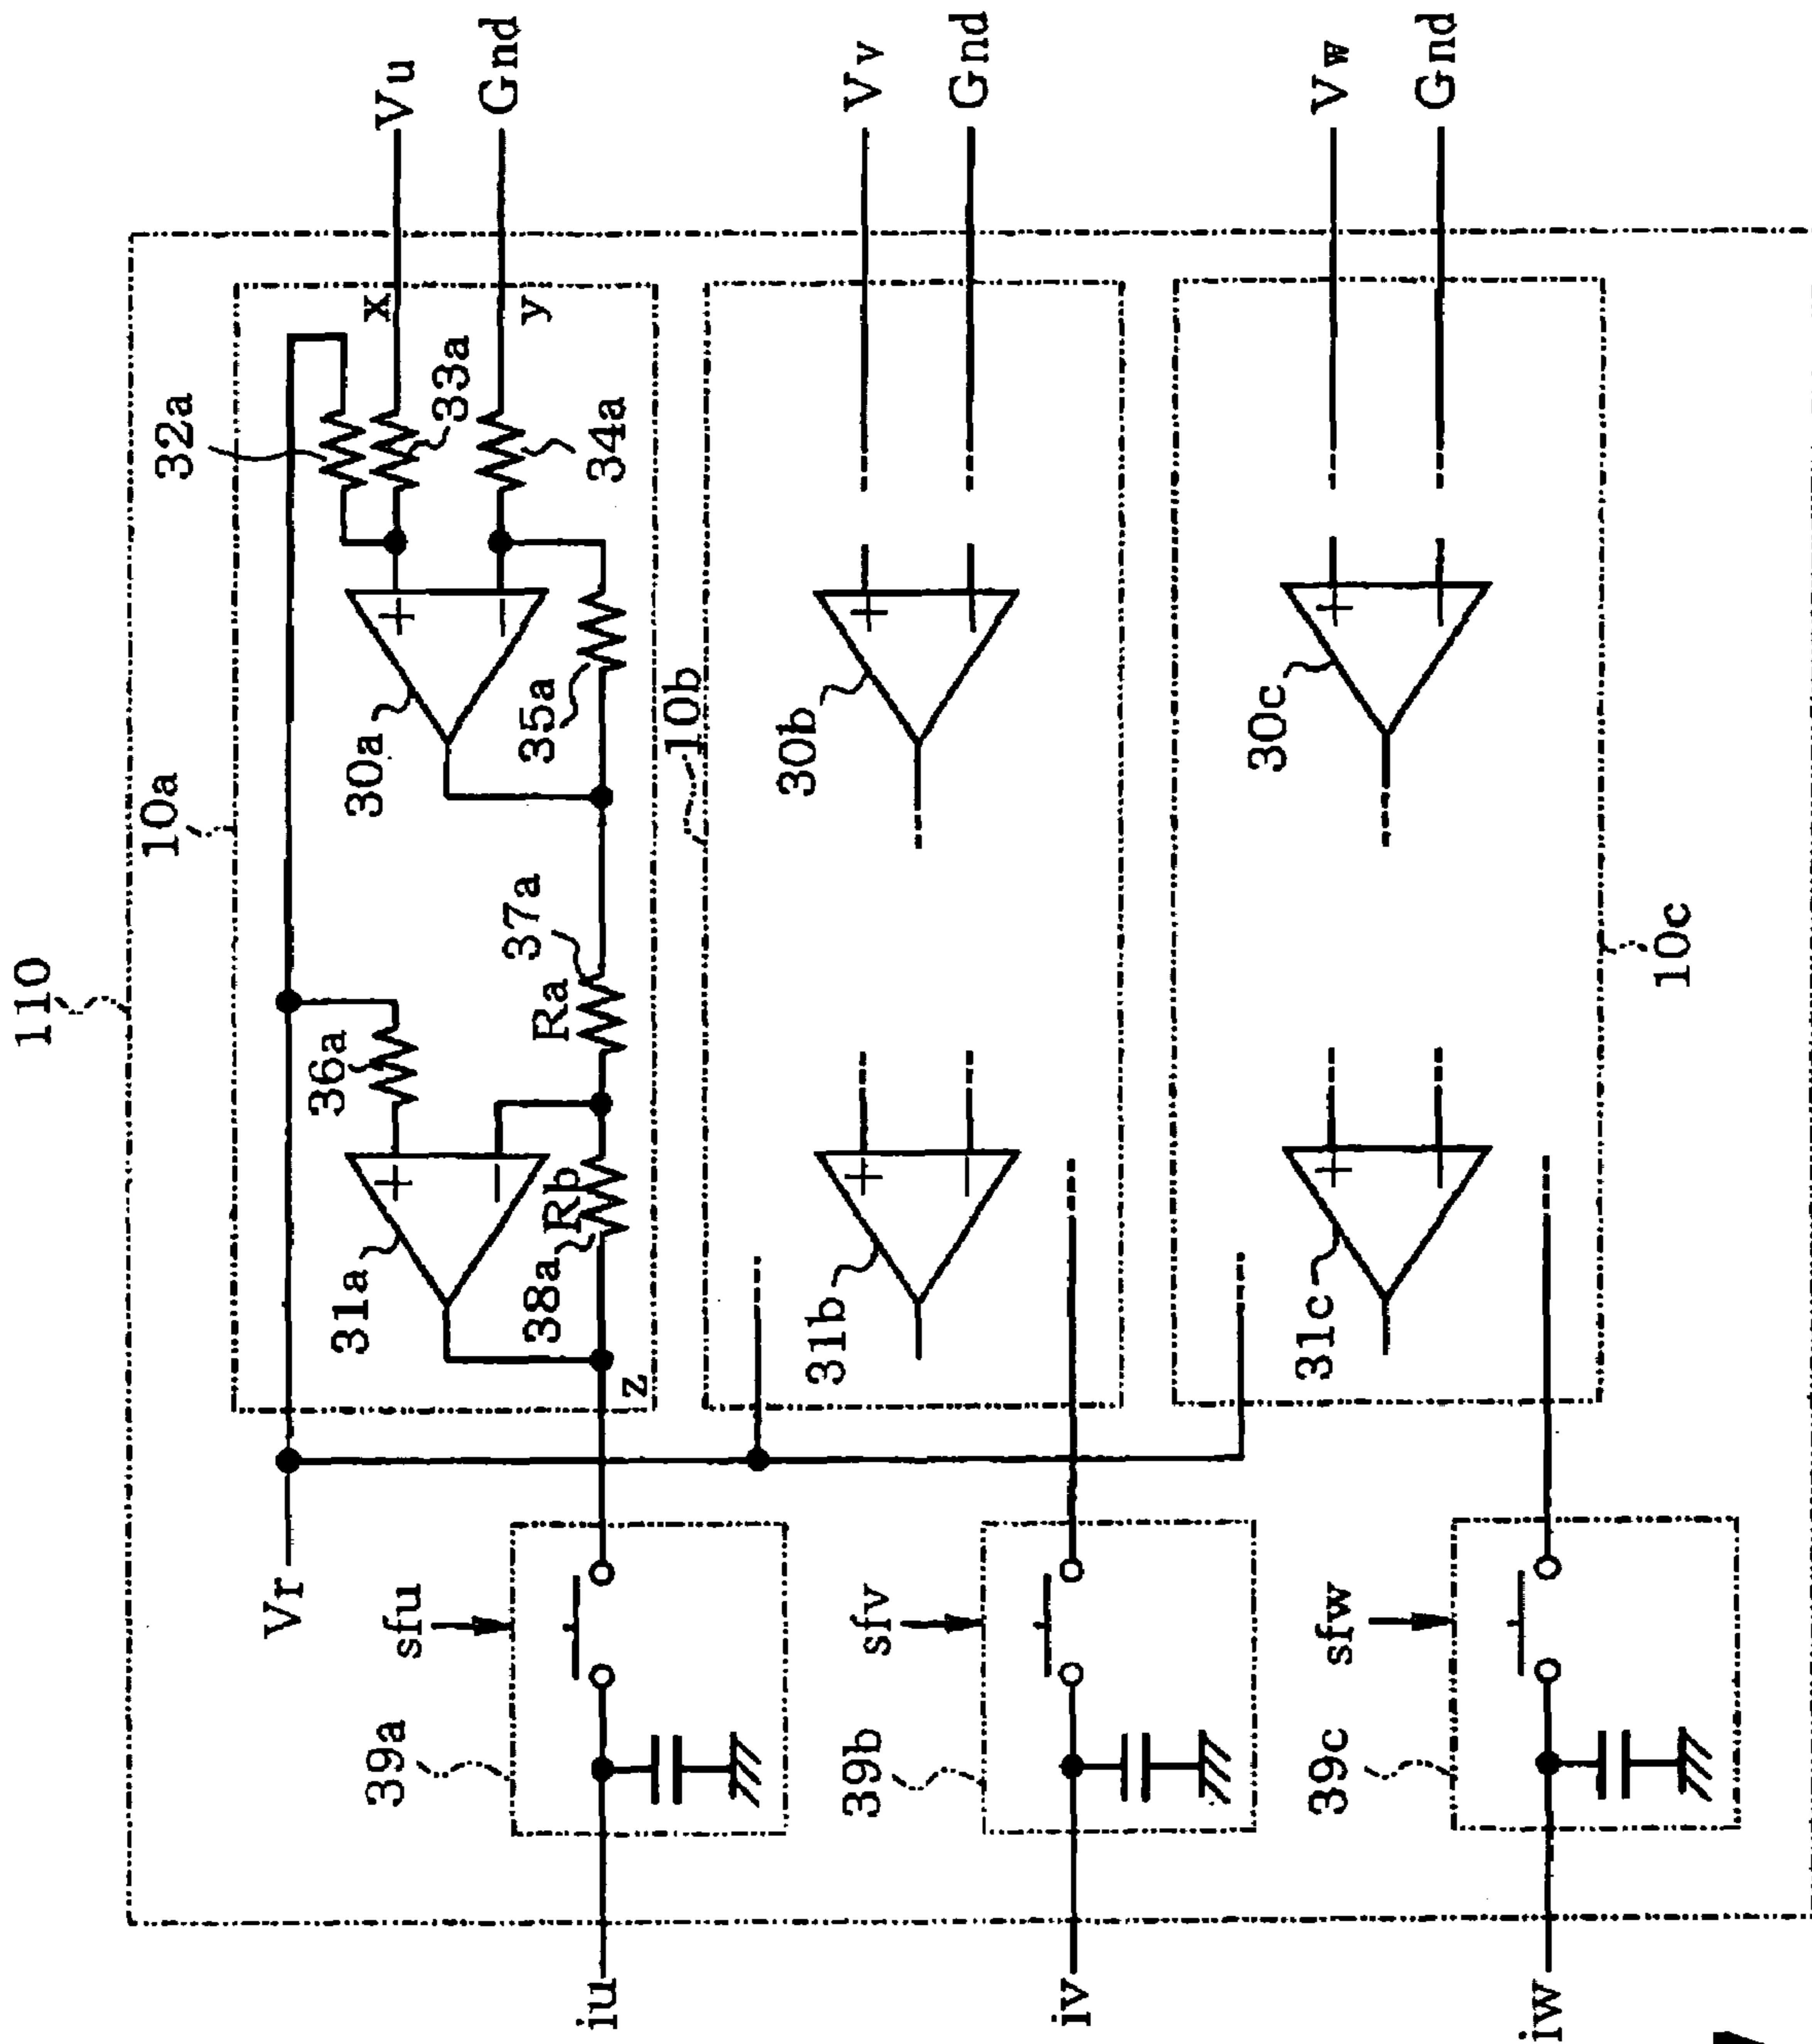 110
10a
32a
Vu
x
33a
Gnd
y
34a
30a
35a
10b
36a
37a
Ra
31a
38a
Rb
z
Vr
sfu
39a
iu
Vv
Gnd
30b
31b
sfv
39b
iv
Vw
Gnd
30c
31c
10c
sfw
39c
iw